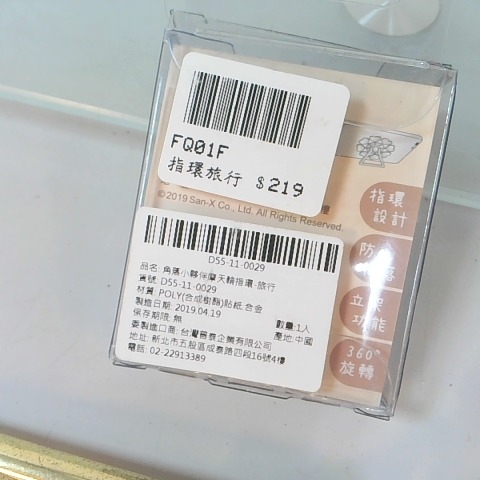 FQ01F
指環旅行 $219
©2019 San-X Co., Ltd. All Rights Reserved.
指環
設計
防
立架
功能
360°
旋轉
D55-11-0029
品名: 角落小夥伴摩天輪指環-旅行
貨號: D55-11-0029
材質: POLY(合成樹酯)貼紙.合金
製造日期: 2019.04.19
數量:1入
保存期限: 無
產地:中國
委製進口商: 台灣普泰企業有限公司
地址: 新北市五股區成泰路四段16號4樓
電話: 02-22913389